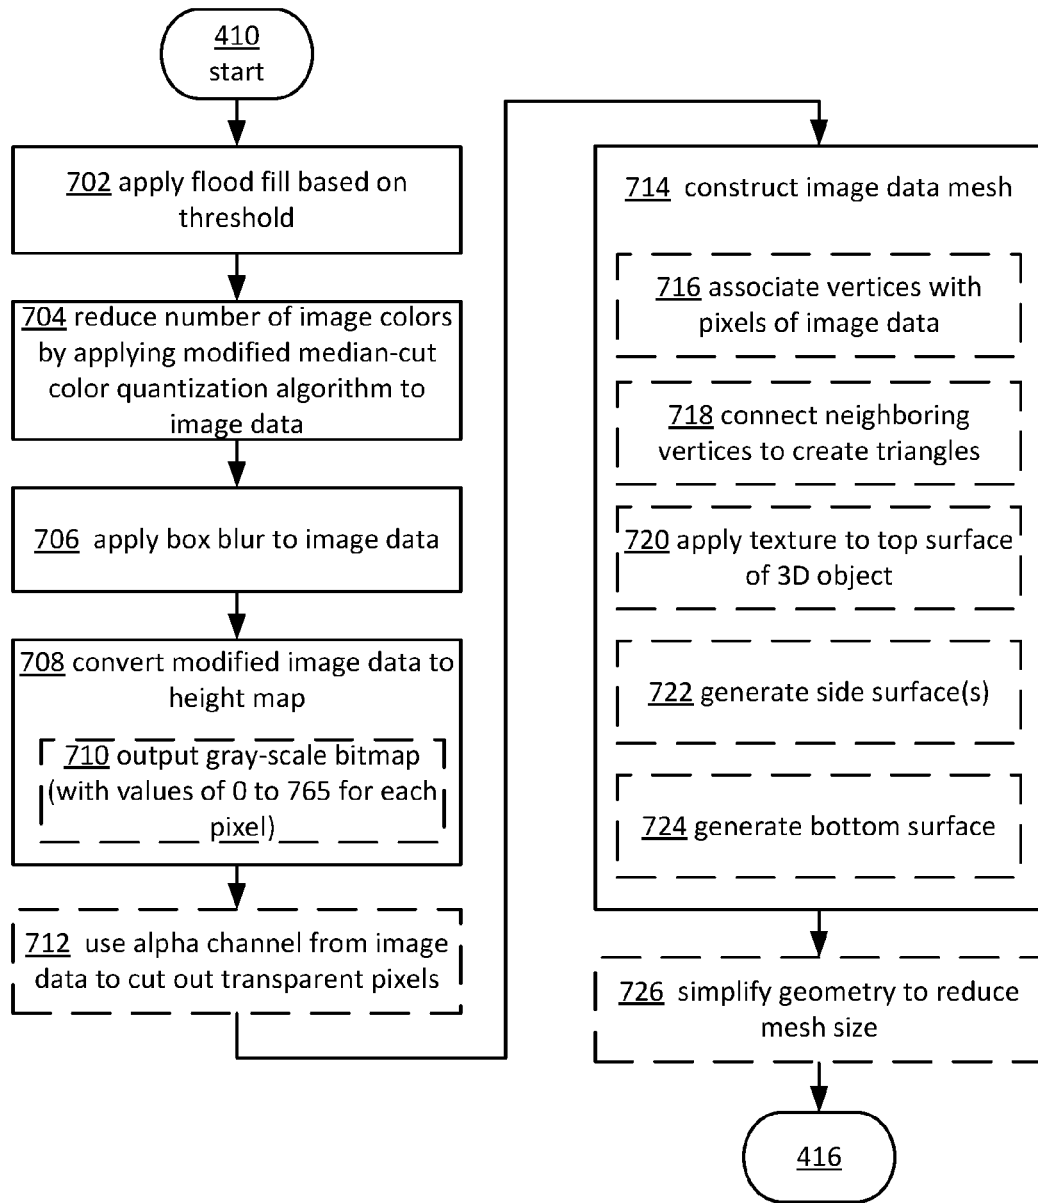 410
start
702 apply flood fill based on
threshold
704 reduce number of image colors
by applying modified median-cut
color quantization algorithm to
image data
706 apply box blur to image data
708 convert modified image data to
height map
710 output gray-scale bitmap
(with values of 0 to 765 for each
pixel)
712 use alpha channel from image
data to cut out transparent pixels
714 construct image data mesh
716 associate vertices with
pixels of image data
718 connect neighboring
vertices to create triangles
720 apply texture to top surface
of 3D object
722 generate side surface(s)
724 generate bottom surface
726 simplify geometry to reduce
mesh size
416